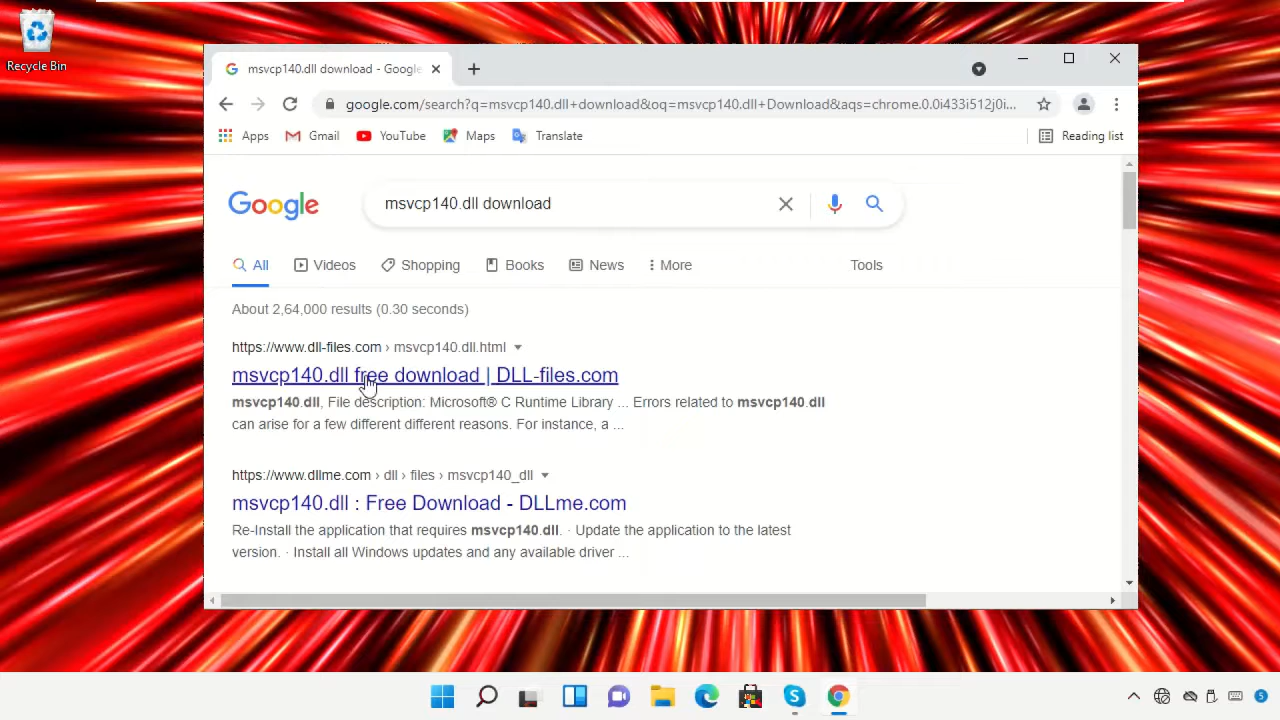 Recycle Bin
msvcp140.dll download - Google
google.com/search?q=msvcp140.dll+download&oq=msvcp140.dll+Download&aqs=chrome.0.0i433i512j0i...
Apps Gmail YouTube Maps Translate Reading list
Google msvcp140.dll download
All Videos Shopping Books News More Tools
About 2,64,000 results (0.30 seconds)
https://www.dll-files.com › msvcp140.dll.html
msvcp140.dll free download | DLL-files.com
msvcp140.dll, File description: Microsoft® C Runtime Library ... Errors related to msvcp140.dll
can arise for a few different different reasons. For instance, a ...
https://www.dllme.com › dll › files › msvcp140_dll
msvcp140.dll : Free Download - DLLme.com
Re-Install the application that requires msvcp140.dll. · Update the application to the latest
version. · Install all Windows updates and any available driver ...
5